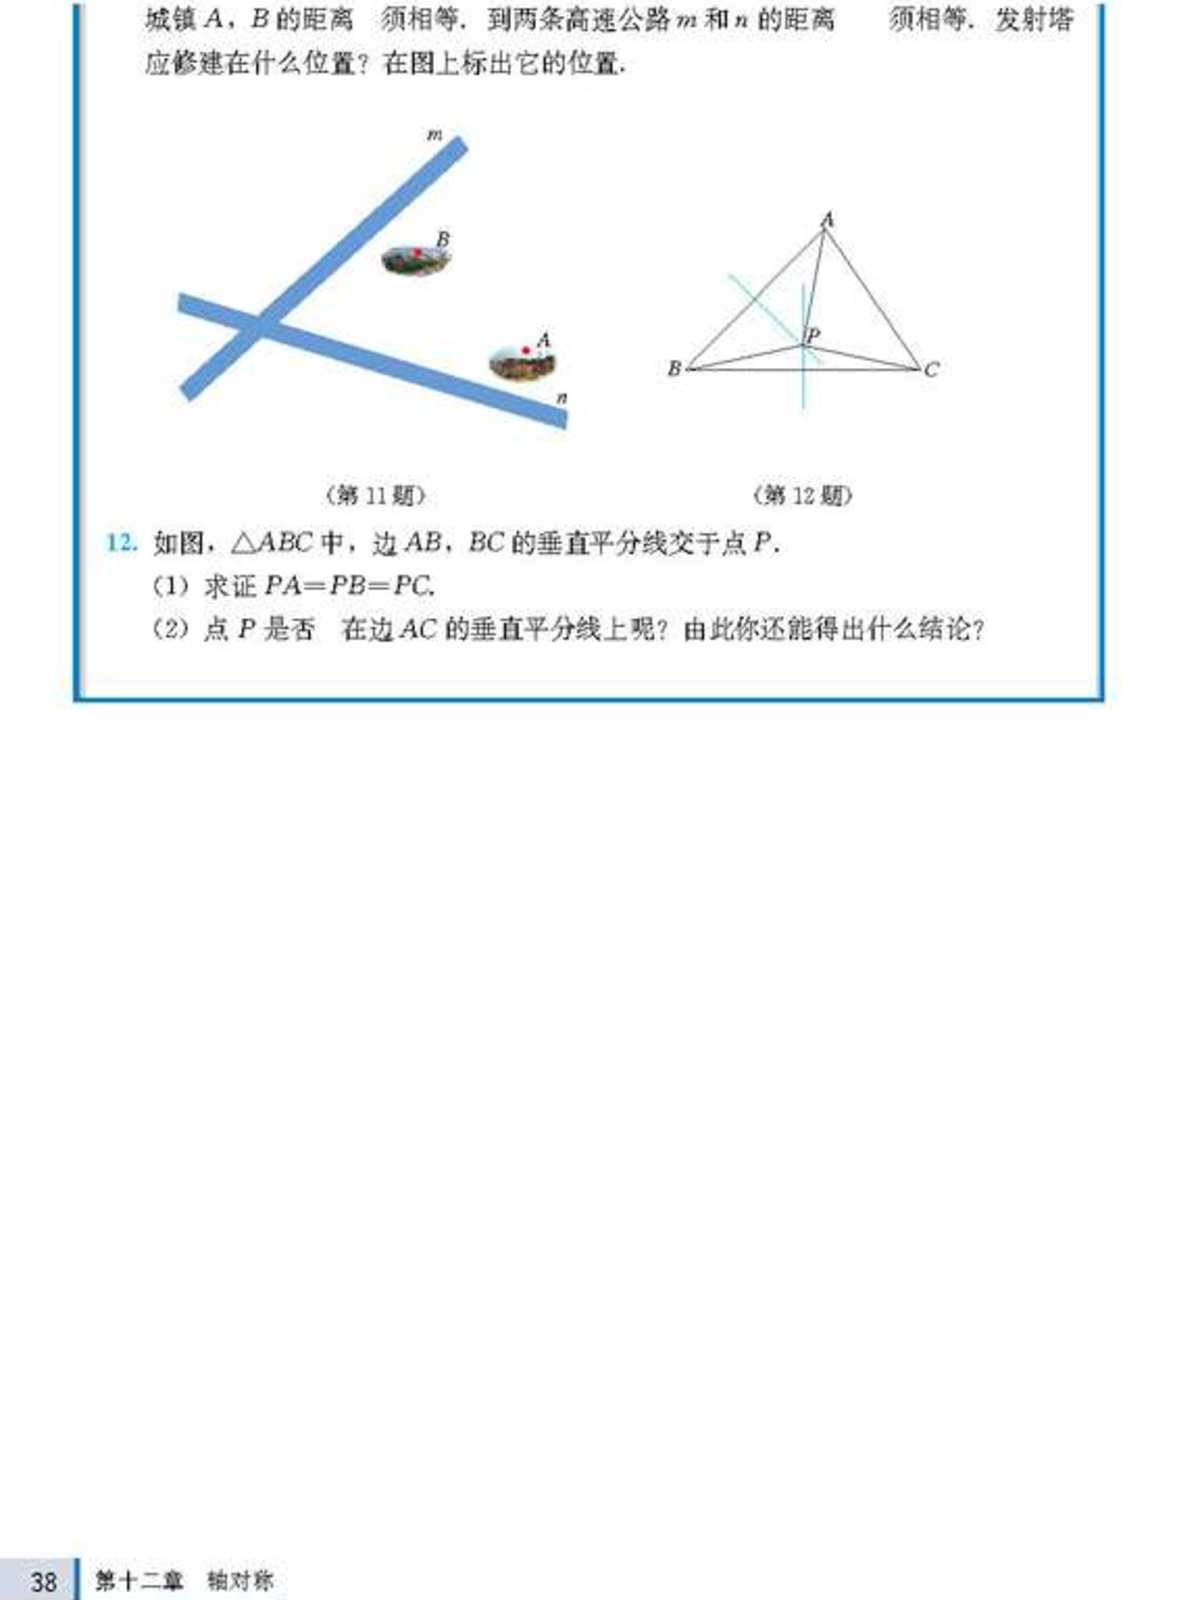 城镇 A，B 的距离 须相等．到两条高速公路 m 和 n 的距离 须相等．发射塔
应修建在什么位置？在图上标出它的位置．
m
B
A
n
A
P
B
C
（第 11 题）
（第 12 题）
12. 如图，△ABC 中，边 AB，BC 的垂直平分线交于点 P．
（1）求证 PA＝PB＝PC．
（2）点 P 是否 在边 AC 的垂直平分线上呢？由此你还能得出什么结论？
38 第十二章 轴对称